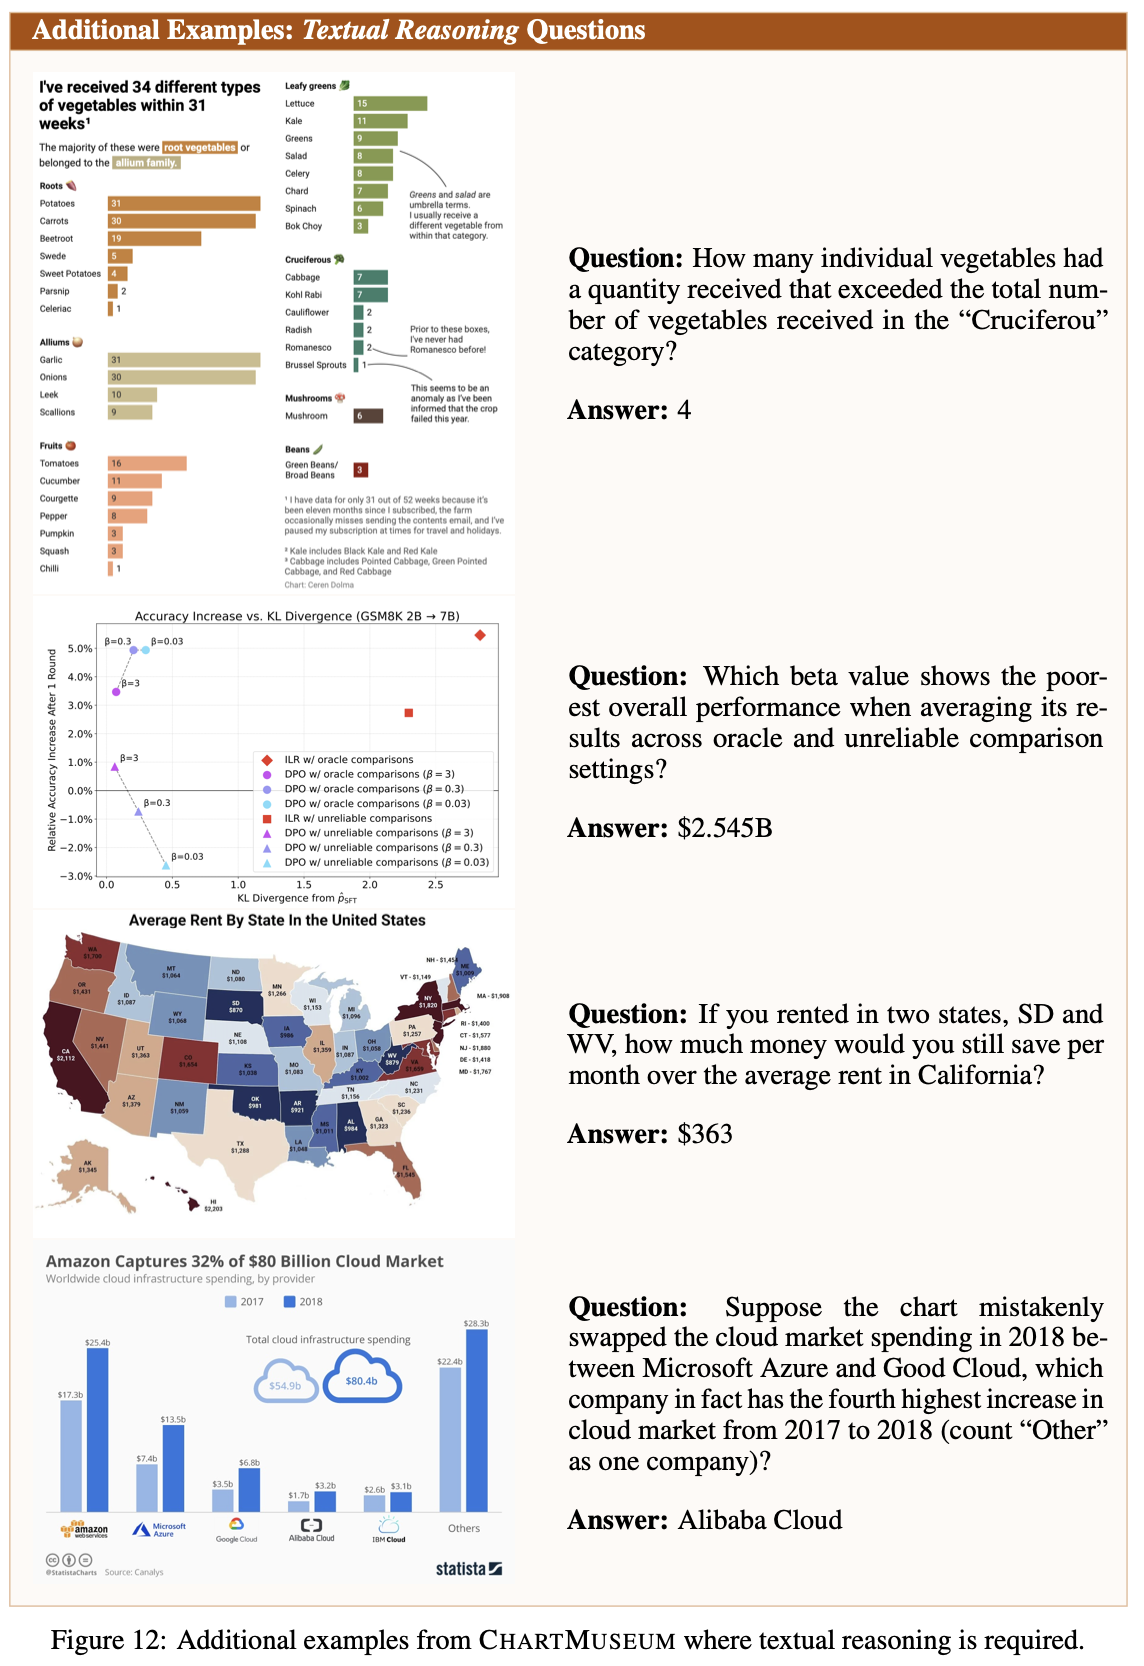 Additional Examples: Textual Reasoning Questions
I've received 34 different types
of vegetables within 31
weeks¹
The majority of these were root vegetables or
belonged to the allium family.
Roots
Potatoes 31
Carrots 30
Beetroot 19
Swede 5
Sweet Potatoes 4
Parsnip 2
Celeriac 1
Alliums
Garlic 31
Onions 30
Leek 10
Scallions 9
Fruits
Tomatoes 16
Cucumber 11
Courgette 9
Pepper 8
Pumpkin 3
Squash 3
Chilli 1
Leafy greens
Lettuce 15
Kale 11
Greens 9
Salad 8
Celery 8
Chard 7
Spinach 6
Bok Choy 3
Greens and salad are
umbrella terms.
I usually receive a
different vegetable from
within that category.
Cruciferous
Cabbage 7
Kohl Rabi 7
Cauliflower 2
Radish 2
Romanesco 2
Brussel Sprouts 1
Prior to these boxes,
I've never had
Romanesco before!
This seems to be an
anomaly as I've been
informed that the crop
failed this year.
Mushrooms
Mushroom 6
Beans
Green Beans/
Broad Beans 3
¹ I have data for only 31 out of 52 weeks because it's
been eleven months since I subscribed, the farm
occasionally misses sending the contents email, and I've
paused my subscription at times for travel and holidays.
² Kale includes Black Kale and Red Kale
³ Cabbage includes Pointed Cabbage, Green Pointed
Cabbage, and Red Cabbage
Chart: Ceren Dolma
Question: How many individual vegetables had
a quantity received that exceeded the total num-
ber of vegetables received in the “Cruciferou”
category?
Answer: 4
Accuracy Increase vs. KL Divergence (GSM8K 2B → 7B)
Relative Accuracy Increase After 1 Round
5.0%
4.0%
3.0%
2.0%
1.0%
0.0%
−1.0%
−2.0%
−3.0%
β=0.3
β=0.03
β=3
β=3
β=0.3
β=0.03
ILR w/ oracle comparisons
DPO w/ oracle comparisons (β = 3)
DPO w/ oracle comparisons (β = 0.3)
DPO w/ oracle comparisons (β = 0.03)
ILR w/ unreliable comparisons
DPO w/ unreliable comparisons (β = 3)
DPO w/ unreliable comparisons (β = 0.3)
DPO w/ unreliable comparisons (β = 0.03)
0.0 0.5 1.0 1.5 2.0 2.5
KL Divergence from p̂SFT
Question: Which beta value shows the poor-
est overall performance when averaging its re-
sults across oracle and unreliable comparison
settings?
Answer: $2.545B
Average Rent By State In the United States
WA $1,700
OR $1,431
CA $2,112
NV $1,441
ID $1,087
MT $1,064
WY $1,068
UT $1,363
AZ $1,379
CO $1,656
NM $1,059
ND $1,080
SD $870
NE $1,108
KS $1,038
OK $981
TX $1,288
MN $1,266
IA $986
MO $1,083
AR $921
LA $1,048
WI $1,153
IL $1,359
MI $1,096
IN $1,087
OH $1,058
KY $1,002
TN $1,156
MS $1,011
AL $984
GA $1,323
FL $1,545
SC $1,236
NC $1,231
VA
WV $879
PA $1,257
NY $1,820
ME $1,009
NH - $1,454
VT - $1,149
MA - $1,908
RI - $1,400
CT - $1,577
NJ - $1,880
DE - $1,418
MD - $1,767
AK $1,345
HI $2,203
Question: If you rented in two states, SD and
WV, how much money would you still save per
month over the average rent in California?
Answer: $363
Amazon Captures 32% of $80 Billion Cloud Market
Worldwide cloud infrastructure spending, by provider
2017 2018
Total cloud infrastructure spending
$54.9b $80.4b
$17.3b $25.4b
$7.4b $13.5b
$3.5b $6.8b
$1.7b $3.2b
$2.6b $3.1b
$22.4b $28.3b
amazon webservices
Microsoft Azure
Google Cloud
Alibaba Cloud
IBM Cloud
Others
@StatistaCharts Source: Canalys
statista
Question: Suppose the chart mistakenly
swapped the cloud market spending in 2018 be-
tween Microsoft Azure and Good Cloud, which
company in fact has the fourth highest increase in
cloud market from 2017 to 2018 (count “Other”
as one company)?
Answer: Alibaba Cloud
Figure 12: Additional examples from CHARTMUSEUM where textual reasoning is required.